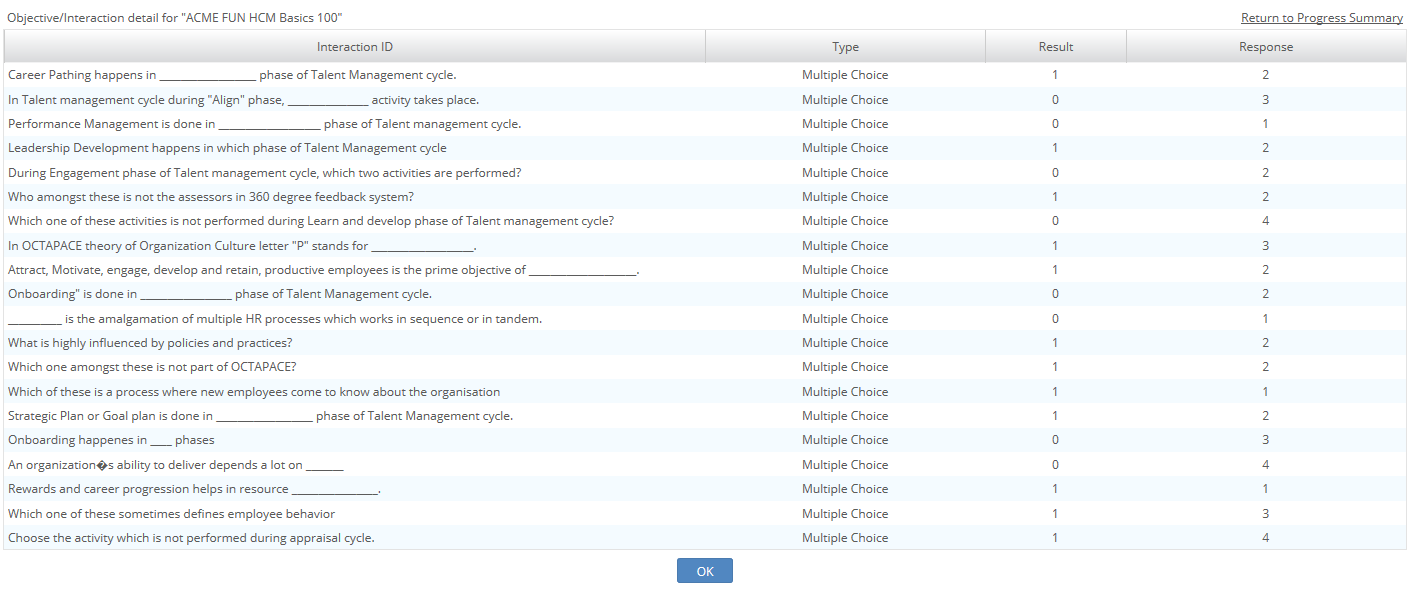 Objective/Interaction detail for "ACME FUN HCM Basics 100" Return to Progress Summary
Interaction ID Type Result Response
Career Pathing happens in __________________ phase of Talent Management cycle. Multiple Choice 1 2
In Talent management cycle during "Align" phase, _______________ activity takes place. Multiple Choice 0 3
Performance Management is done in ___________________ phase of Talent management cycle. Multiple Choice 0 1
Leadership Development happens in which phase of Talent Management cycle Multiple Choice 1 2
During Engagement phase of Talent management cycle, which two activities are performed? Multiple Choice 0 2
Who amongst these is not the assessors in 360 degree feedback system? Multiple Choice 1 2
Which one of these activities is not performed during Learn and develop phase of Talent management cycle? Multiple Choice 0 4
In OCTAPACE theory of Organization Culture letter "P" stands for ___________________. Multiple Choice 1 3
Attract, Motivate, engage, develop and retain, productive employees is the prime objective of ____________________. Multiple Choice 1 2
Onboarding" is done in _________________ phase of Talent Management cycle. Multiple Choice 0 2
__________ is the amalgamation of multiple HR processes which works in sequence or in tandem. Multiple Choice 0 1
What is highly influenced by policies and practices? Multiple Choice 1 2
Which one amongst these is not part of OCTAPACE? Multiple Choice 1 2
Which of these is a process where new employees come to know about the organisation Multiple Choice 1 1
Strategic Plan or Goal plan is done in __________________ phase of Talent Management cycle. Multiple Choice 1 2
Onboarding happenes in ____ phases Multiple Choice 0 3
An organization�s ability to deliver depends a lot on _______ Multiple Choice 0 4
Rewards and career progression helps in resource ________________. Multiple Choice 1 1
Which one of these sometimes defines employee behavior Multiple Choice 1 3
Choose the activity which is not performed during appraisal cycle. Multiple Choice 1 4
OK